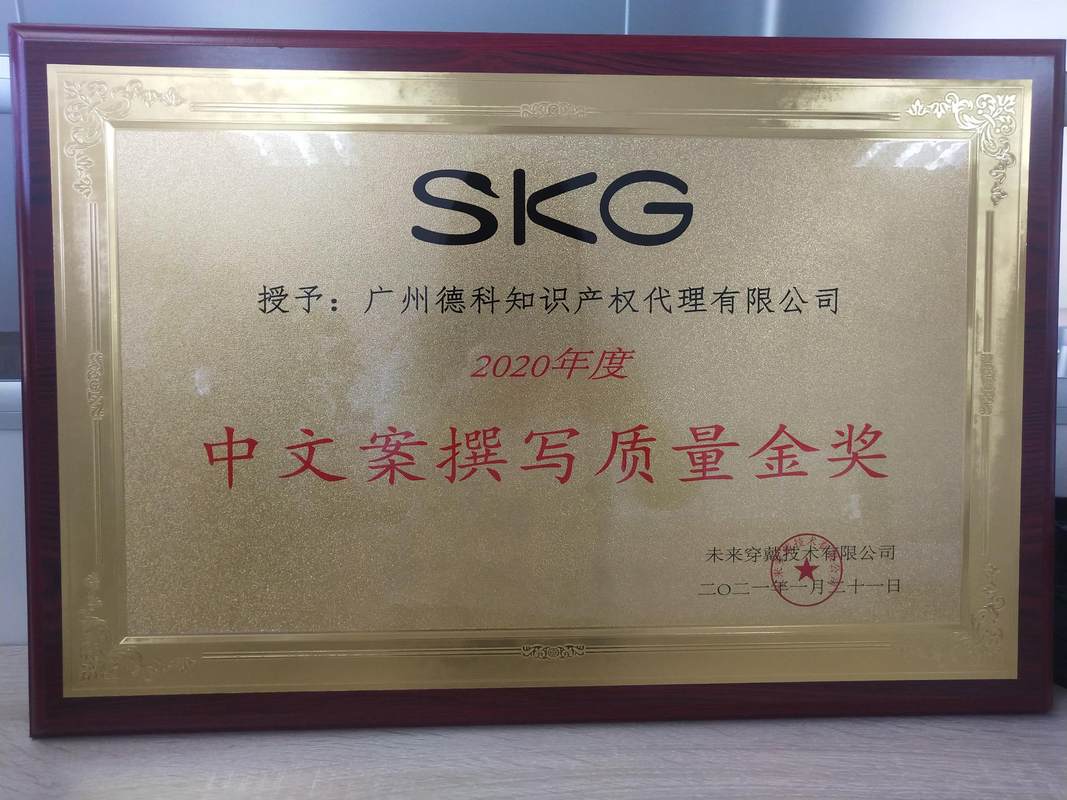 SKG
授予：广州德科知识产权代理有限公司
2020年度
中文案撰写质量金奖
未来穿戴技术有限公司
二〇二一年一月二十一日